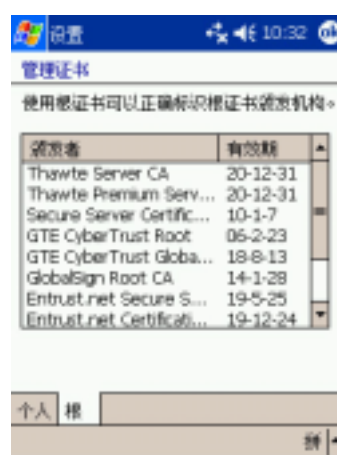 设置 10:32 ok
管理证书
使用根证书可以正确标识根证书颁发机构。
颁发者 有效期
Thawte Server CA 20-12-31
Thawte Premium Serv... 20-12-31
Secure Server Certific... 10-1-7
GTE CyberTrust Root 06-2-23
GTE CyberTrust Globa... 18-8-13
GlobalSign Root CA 14-1-28
Entrust.net Secure S... 19-5-25
Entrust.net Certificati... 19-12-24
个人 根
拼